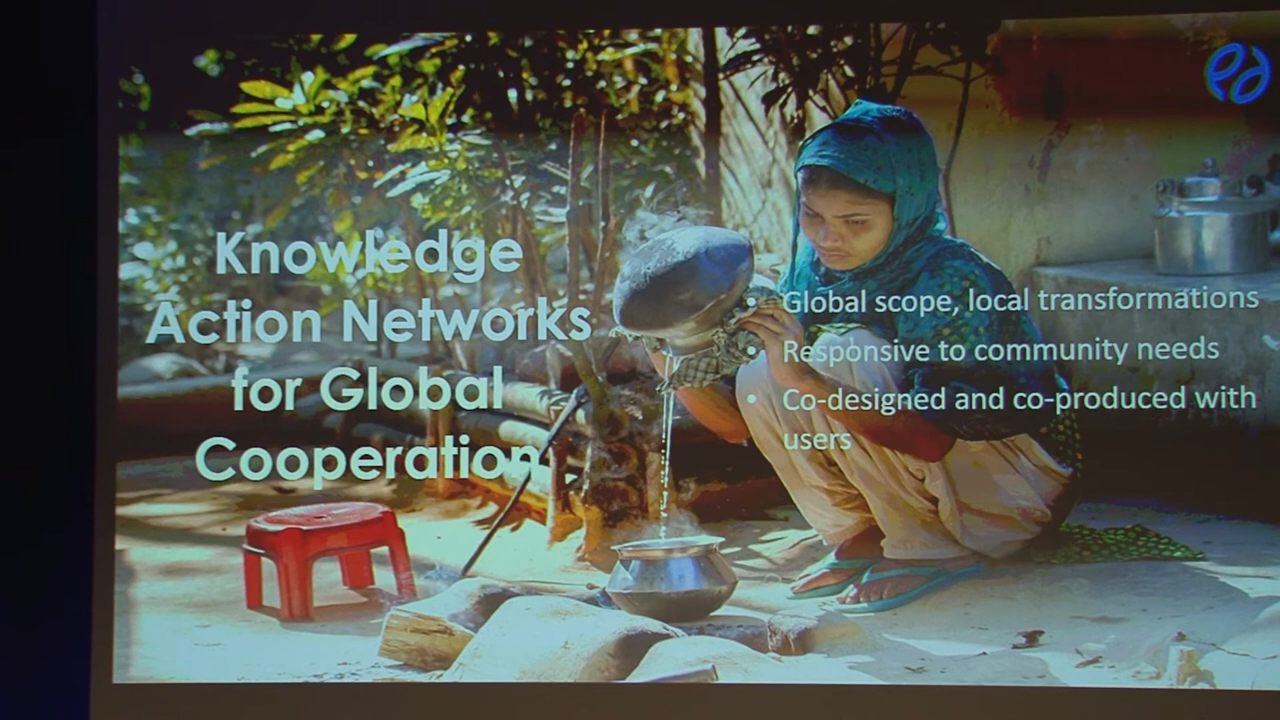 Knowledge
Action Networks
for Global
Cooperation
• Global scope, local transformations
• Responsive to community needs
• Co-designed and co-produced with
users